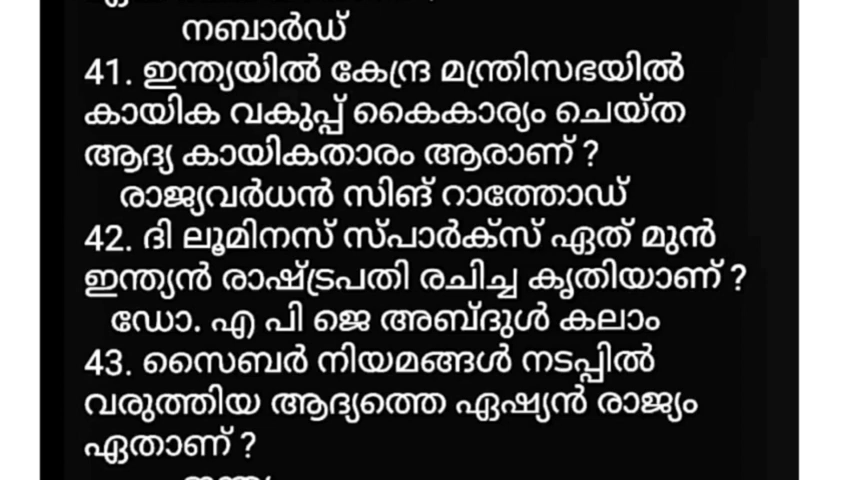 നബാർഡ്
41. ഇന്ത്യയിൽ കേന്ദ്ര മന്ത്രിസഭയിൽ
കായിക വകുപ്പ് കൈകാര്യം ചെയ്ത
ആദ്യ കായികതാരം ആരാണ് ?
രാജ്യവർധൻ സിങ് റാത്തോഡ്
42. ദി ലൂമിനസ് സ്പാർക്സ് ഏത് മുൻ
ഇന്ത്യൻ രാഷ്ട്രപതി രചിച്ച കൃതിയാണ് ?
ഡോ. എ പി ജെ അബ്ദുൾ കലാം
43. സൈബർ നിയമങ്ങൾ നടപ്പിൽ
വരുത്തിയ ആദ്യത്തെ ഏഷ്യൻ രാജ്യം
ഏതാണ് ?